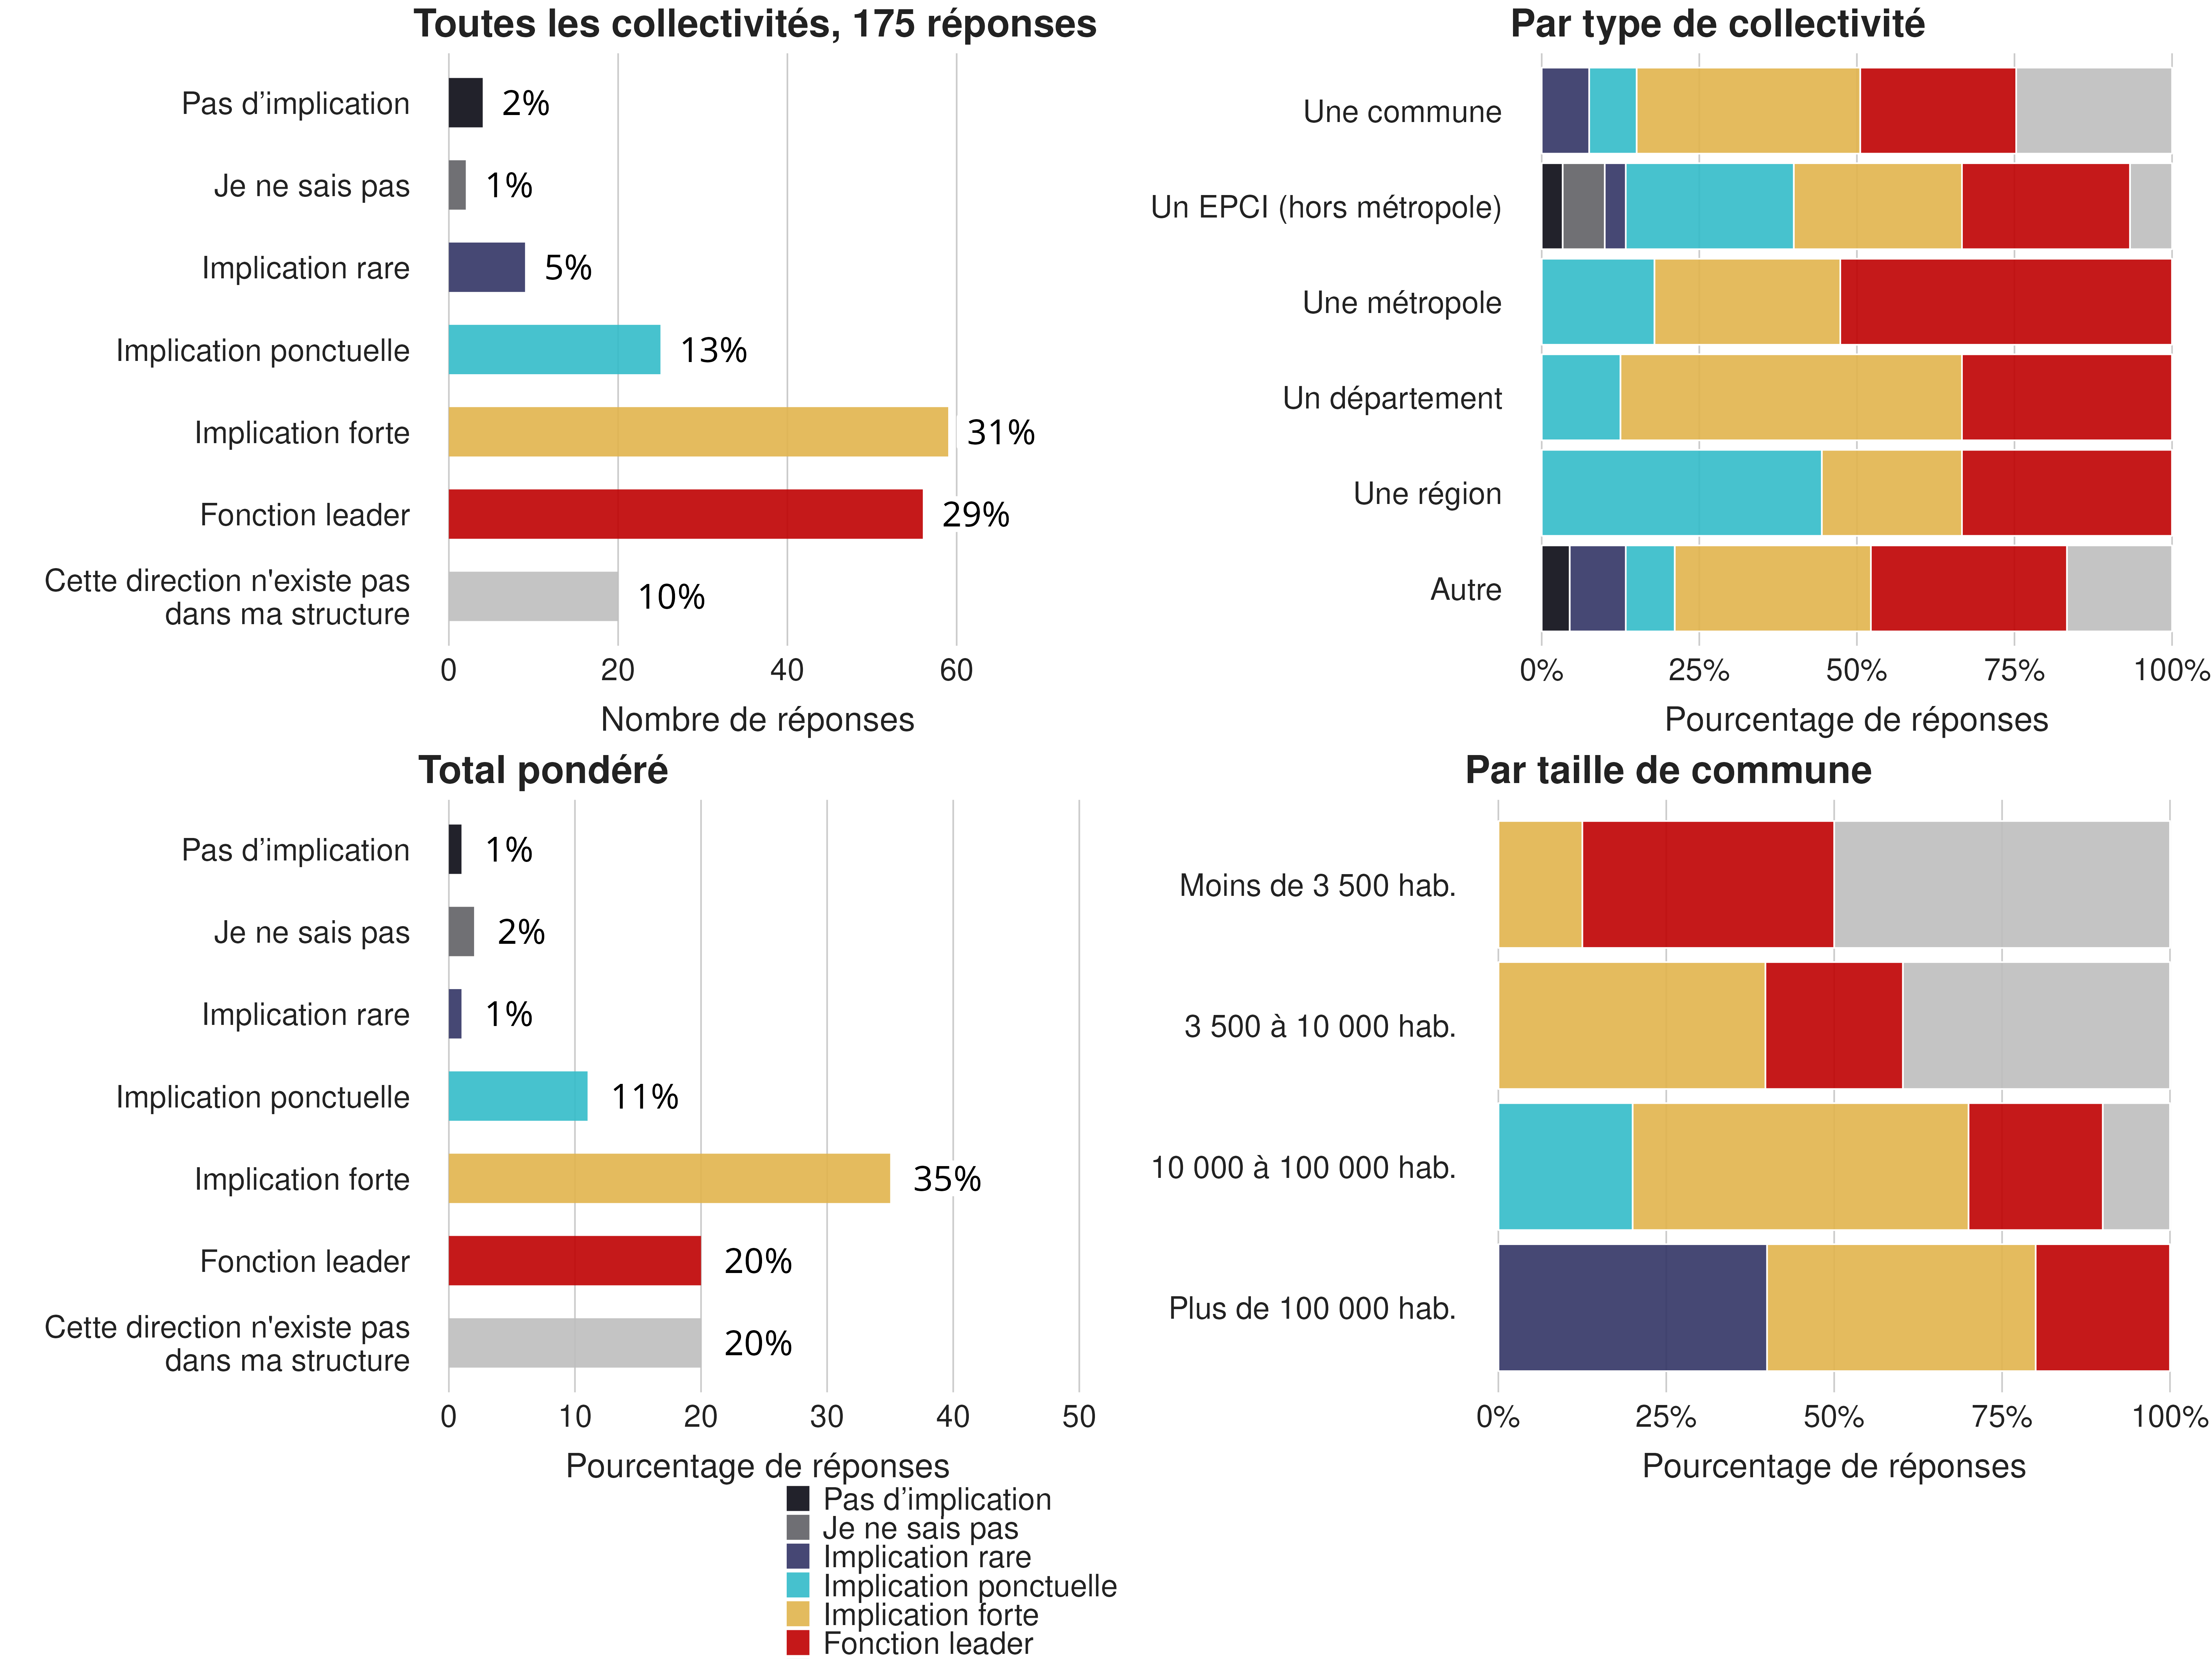 Toutes les collectivités, 175 réponses
Pas d’implication
2%
Je ne sais pas
1%
Implication rare
5%
Implication ponctuelle
13%
Implication forte
31%
Fonction leader
29%
Cette direction n'existe pas
dans ma structure
10%
0 20 40 60
Nombre de réponses
Par type de collectivité
Une commune
Un EPCI (hors métropole)
Une métropole
Un département
Une région
Autre
0% 25% 50% 75% 100%
Pourcentage de réponses
Total pondéré
Pas d’implication
1%
Je ne sais pas
2%
Implication rare
1%
Implication ponctuelle
11%
Implication forte
35%
Fonction leader
20%
Cette direction n'existe pas
dans ma structure
20%
0 10 20 30 40 50
Pourcentage de réponses
Par taille de commune
Moins de 3 500 hab.
3 500 à 10 000 hab.
10 000 à 100 000 hab.
Plus de 100 000 hab.
0% 25% 50% 75% 100%
Pourcentage de réponses
Pas d’implication
Je ne sais pas
Implication rare
Implication ponctuelle
Implication forte
Fonction leader